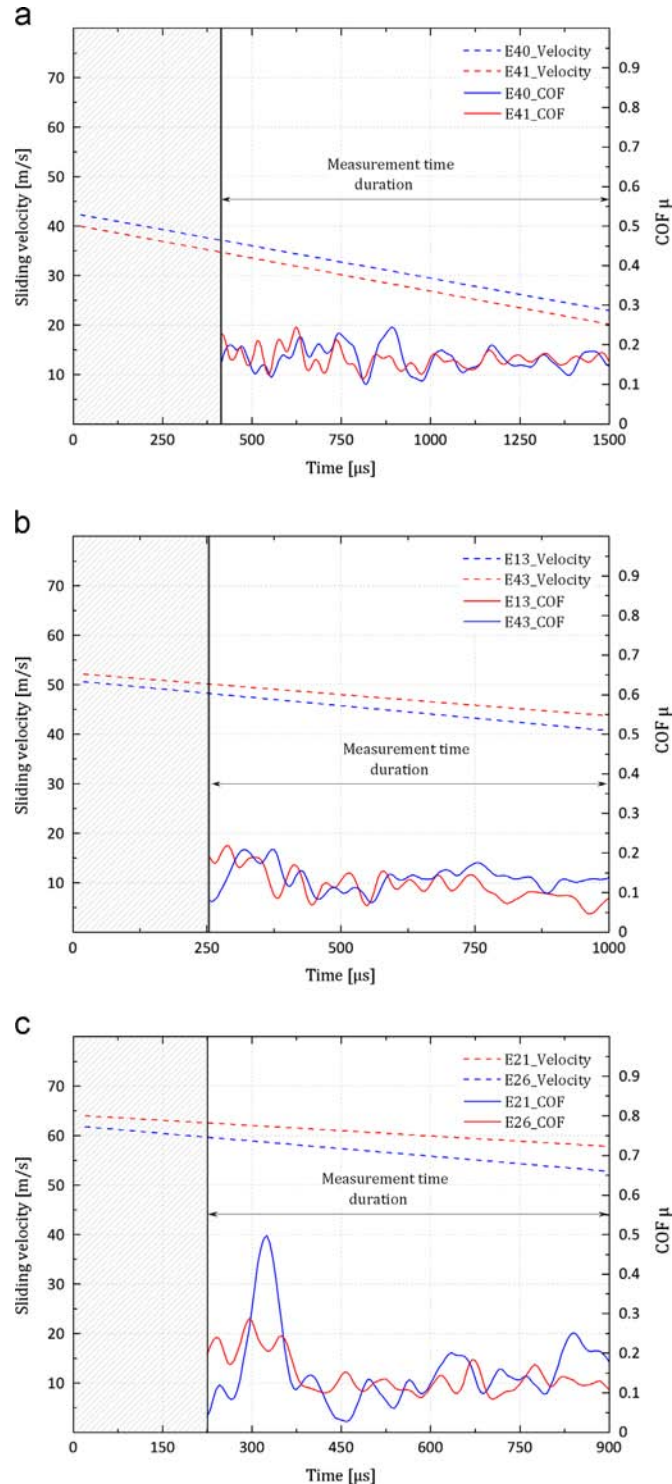 a
E40_Velocity
E41_Velocity
E40_COF
E41_COF
Measurement time
duration
Sliding velocity [m/s]
80
70
60
50
40
30
20
10
COF μ
0.9
0.8
0.7
0.6
0.5
0.4
0.3
0.2
0.1
0
0 250 500 750 1000 1250 1500
Time [μs]
b
E13_Velocity
E43_Velocity
E13_COF
E43_COF
Measurement time
duration
Sliding velocity [m/s]
70
60
50
40
30
20
10
COF μ
0.9
0.8
0.7
0.6
0.5
0.4
0.3
0.2
0.1
0
0 250 500 750 1000
Time [μs]
c
E21_Velocity
E26_Velocity
E21_COF
E26_COF
Measurement time
duration
Sliding velocity [m/s]
70
60
50
40
30
20
10
COF μ
0.9
0.8
0.7
0.6
0.5
0.4
0.3
0.2
0.1
0
0 150 300 450 600 750 900
Time [μs]